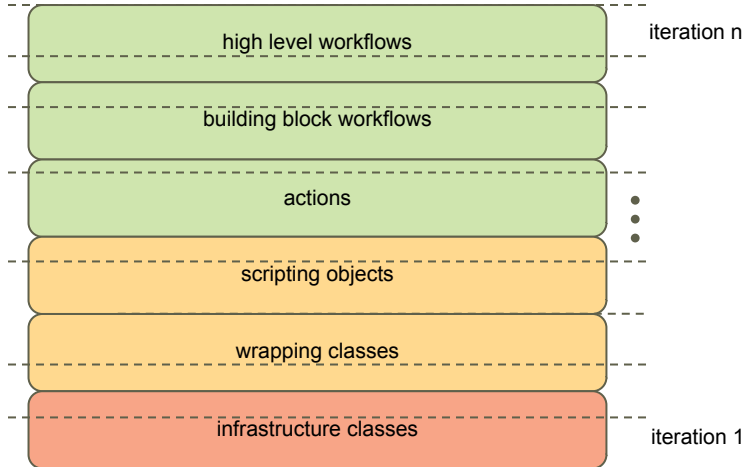 high level workflows
iteration n
building block workflows
actions
scripting objects
wrapping classes
infrastructure classes
iteration 1